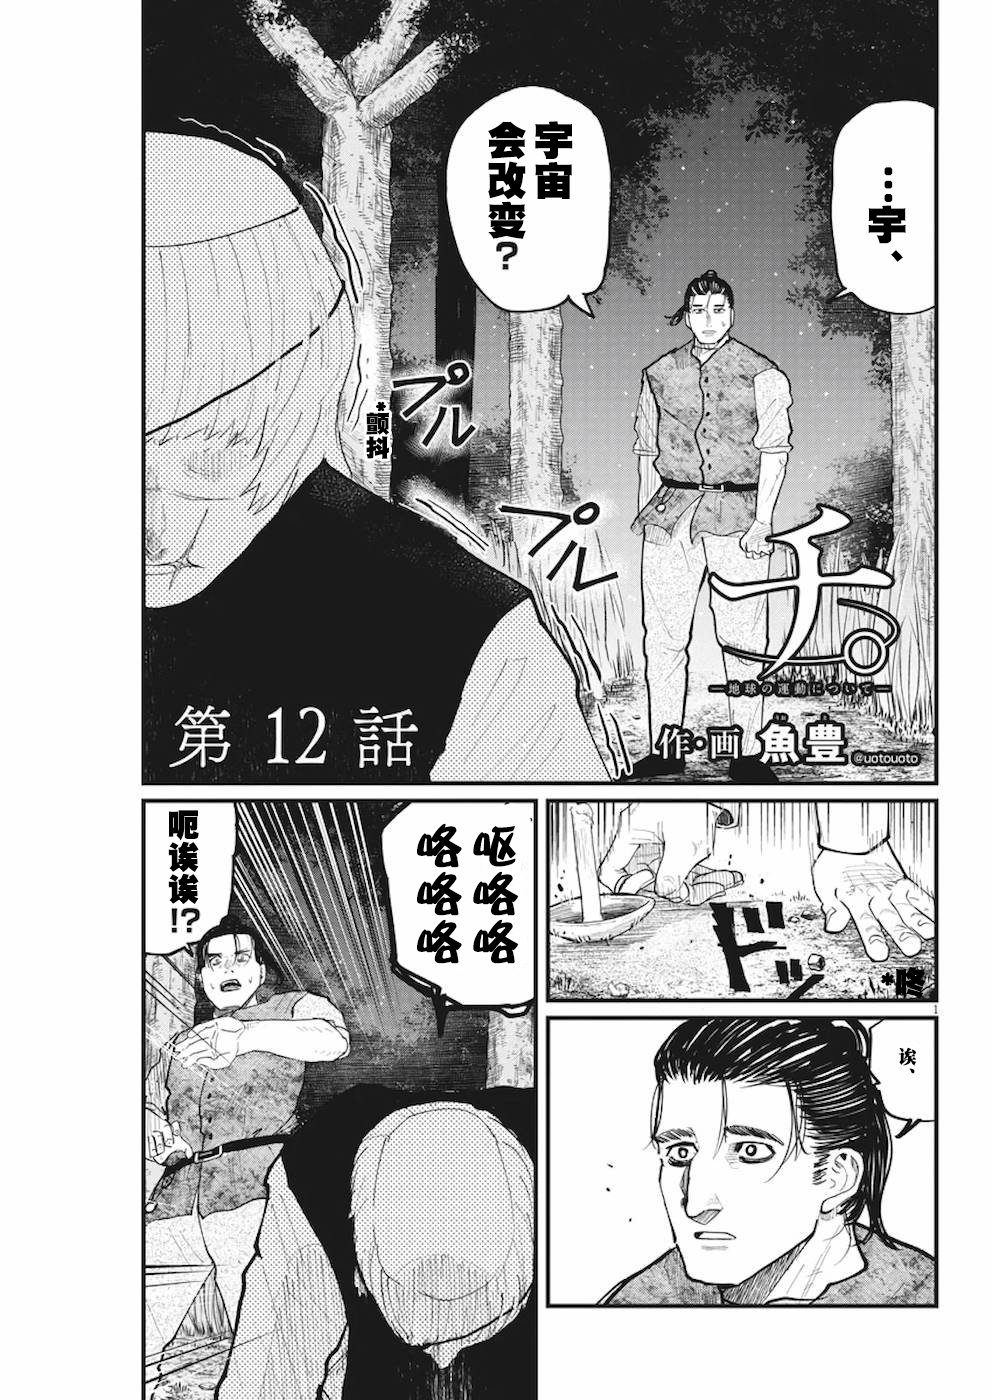 …宇、
宇宙
会改变？
プル
*颤抖
プル
チ。
―地球の運動について―
作・画 魚豊
@uotouoto
第 12 話
ドッ
*咚
1
诶、
呕咯咯
咯咯咯
呃诶诶!?